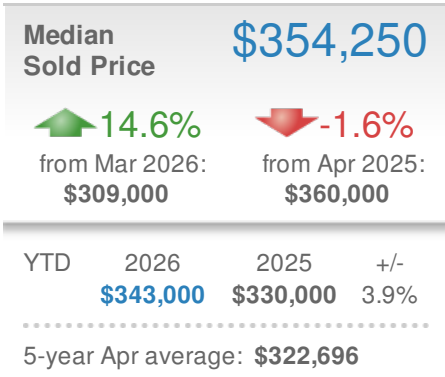 Median $354,250
Sold Price
14.6% -1.6%
from Mar 2026: from Apr 2025:
$309,000 $360,000
YTD 2026 2025 +/-
$343,000 $330,000 3.9%
5-year Apr average: $322,696